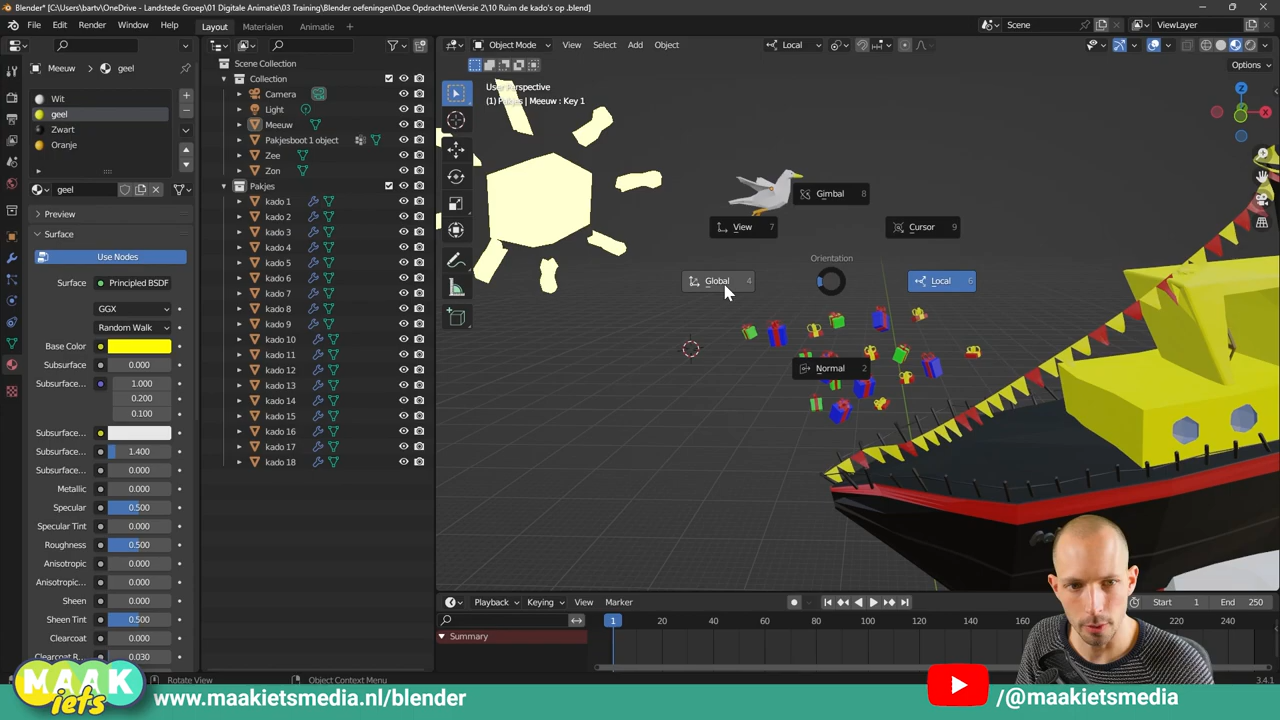 Blender* [C:\Users\bartv\OneDrive - Landstede Groep\01 Digitale Animatie\03 Training\Blender oefeningen\Doe Opdrachten\Versie 2\10 Ruim de kado's op .blend]
File Edit Render Window Help Layout Materialen Animatie Scene ViewLayer
Object Mode View Select Add Object Local
Options
Meeuw geel
Wit
geel
Zwart
Oranje
geel
Preview
Surface
Use Nodes
Surface Principled BSDF
GGX
Random Walk
Base Color
Subsurface 0.000
Subsurface... 1.000
0.200
0.100
Subsurf...
Subsurface... 1.400
Subsurface... 0.000
Metallic 0.000
Specular 0.500
Specular Tint 0.000
Roughness 0.500
Anisotropic 0.000
Anisotropic... 0.000
Sheen 0.000
Sheen Tint 0.500
Clearcoat 0.000
Clearcoat R... 0.030
Scene Collection
Collection
Camera
Light
Meeuw
Pakjesboot 1 object
Zee
Zon
Pakjes
kado 1
kado 2
kado 3
kado 4
kado 5
kado 6
kado 7
kado 8
kado 9
kado 10
kado 11
kado 12
kado 13
kado 14
kado 15
kado 16
kado 17
kado 18
User Perspective
(1) Pakjes | Meeuw : Key 1
Z
X
Gimbal 8
View 7
Cursor 9
Orientation
Global 4
Local 6
Normal 2
Playback Keying View Marker 1 Start 1 End 250
1 20 40 60 80 100 120 220 240
Summary
Rotate View Object Context Menu 3.4.1
MAAK
iets
www.maakietsmedia.nl/blender
/@maakietsmedia